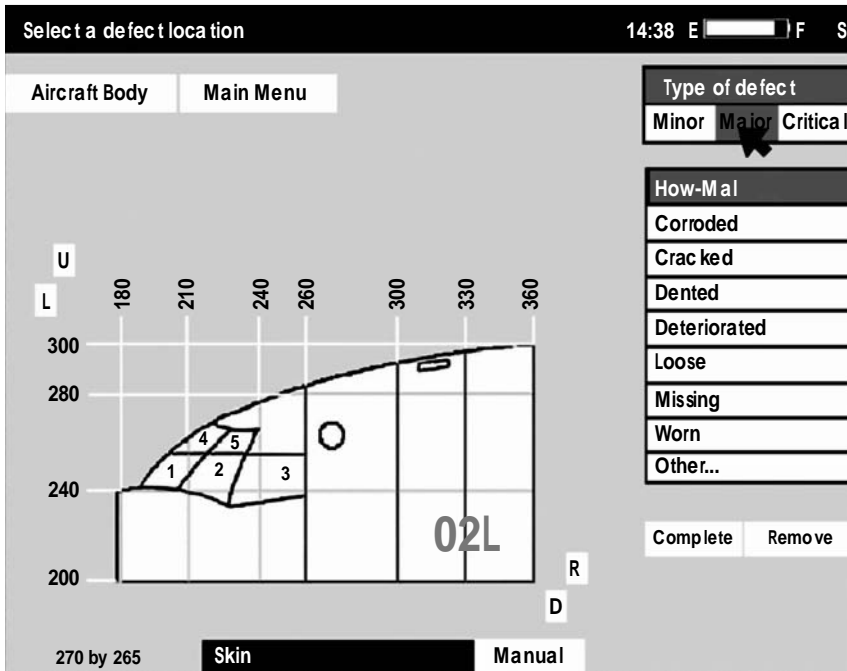 Select a defect location 14:38 E F S
Aircraft Body Main Menu
Type of defect
Minor Major Critical
How-Mal
Corroded
Cracked
Dented
Deteriorated
Loose
Missing
Worn
Other...
Complete Remove
U
L
180 210 240 260 300 330 360
300
280
4 5
1 2 3
240
02L
200
R
D
270 by 265 Skin Manual